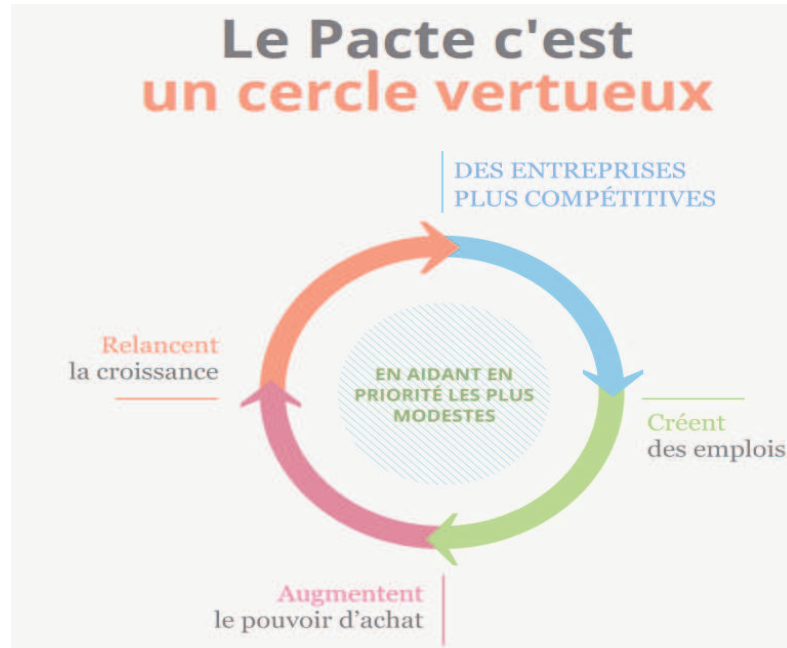 Le Pacte c'est
un cercle vertueux
DES ENTREPRISES
PLUS COMPÉTITIVES
Relancent
la croissance
EN AIDANT EN
PRIORITÉ LES PLUS
MODESTES
Créent
des emplois
Augmentent
le pouvoir d'achat